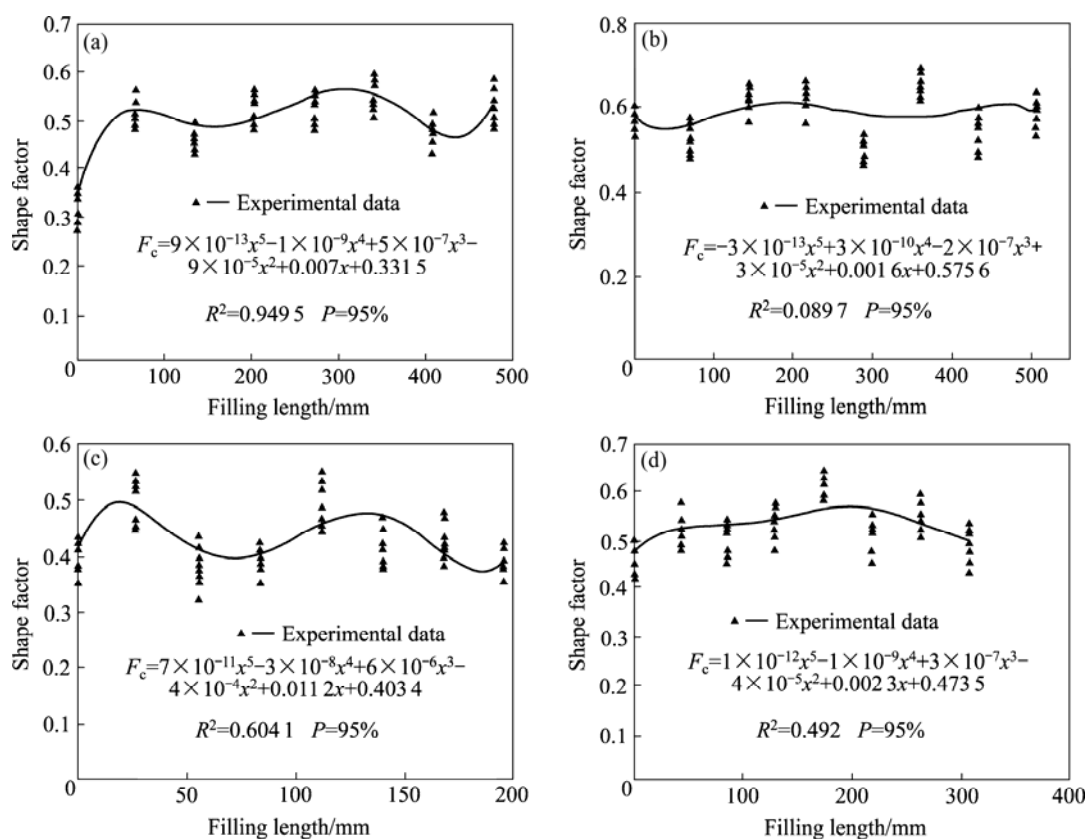 (a)
0.7
0.6
0.5
0.4
0.3
0.2
0.1
0
100
200
300
400
500
Shape factor
Filling length/mm
Experimental data
F_c=9×10⁻¹³x⁵−1×10⁻⁹x⁴+5×10⁻⁷x³−
9×10⁻⁵x²+0.007x+0.331 5
R²=0.949 5 P=95%
(b)
0.8
0.6
0.4
0.2
0
100
200
300
400
500
Shape factor
Filling length/mm
Experimental data
F_c=−3×10⁻¹³x⁵+3×10⁻¹⁰x⁴−2×10⁻⁷x³+
3×10⁻⁵x²+0.001 6x+0.575 6
R²=0.089 7 P=95%
(c)
0.6
0.5
0.4
0.3
0.2
0.1
0
50
100
150
200
Shape factor
Filling length/mm
Experimental data
F_c=7×10⁻¹¹x⁵−3×10⁻⁸x⁴+6×10⁻⁶x³−
4×10⁻⁴x²+0.011 2x+0.403 4
R²=0.604 1 P=95%
(d)
0.7
0.6
0.5
0.4
0.3
0.2
0.1
0
100
200
300
400
Shape factor
Filling length/mm
Experimental data
F_c=1×10⁻¹²x⁵−1×10⁻⁹x⁴+3×10⁻⁷x³−
4×10⁻⁵x²+0.002 3x+0.473 5
R²=0.492 P=95%